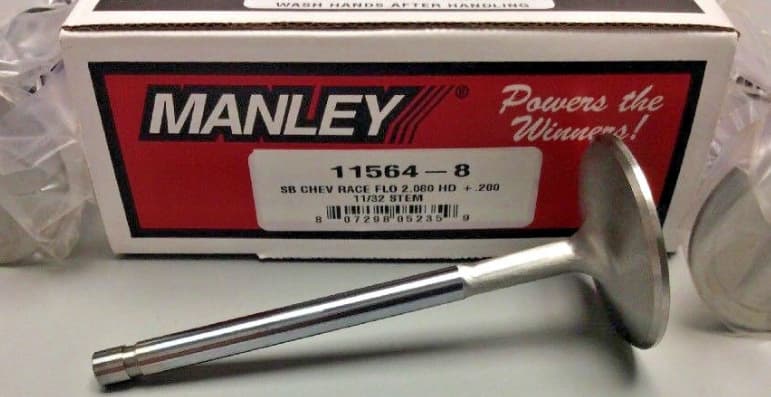 WASH HANDS AFTER HANDLING
MANLEY®
Powers the
Winners!
11564-8
SB CHEV RACE FLO 2.080 HD +.200
11/32 STEM
8 07298 05235 9